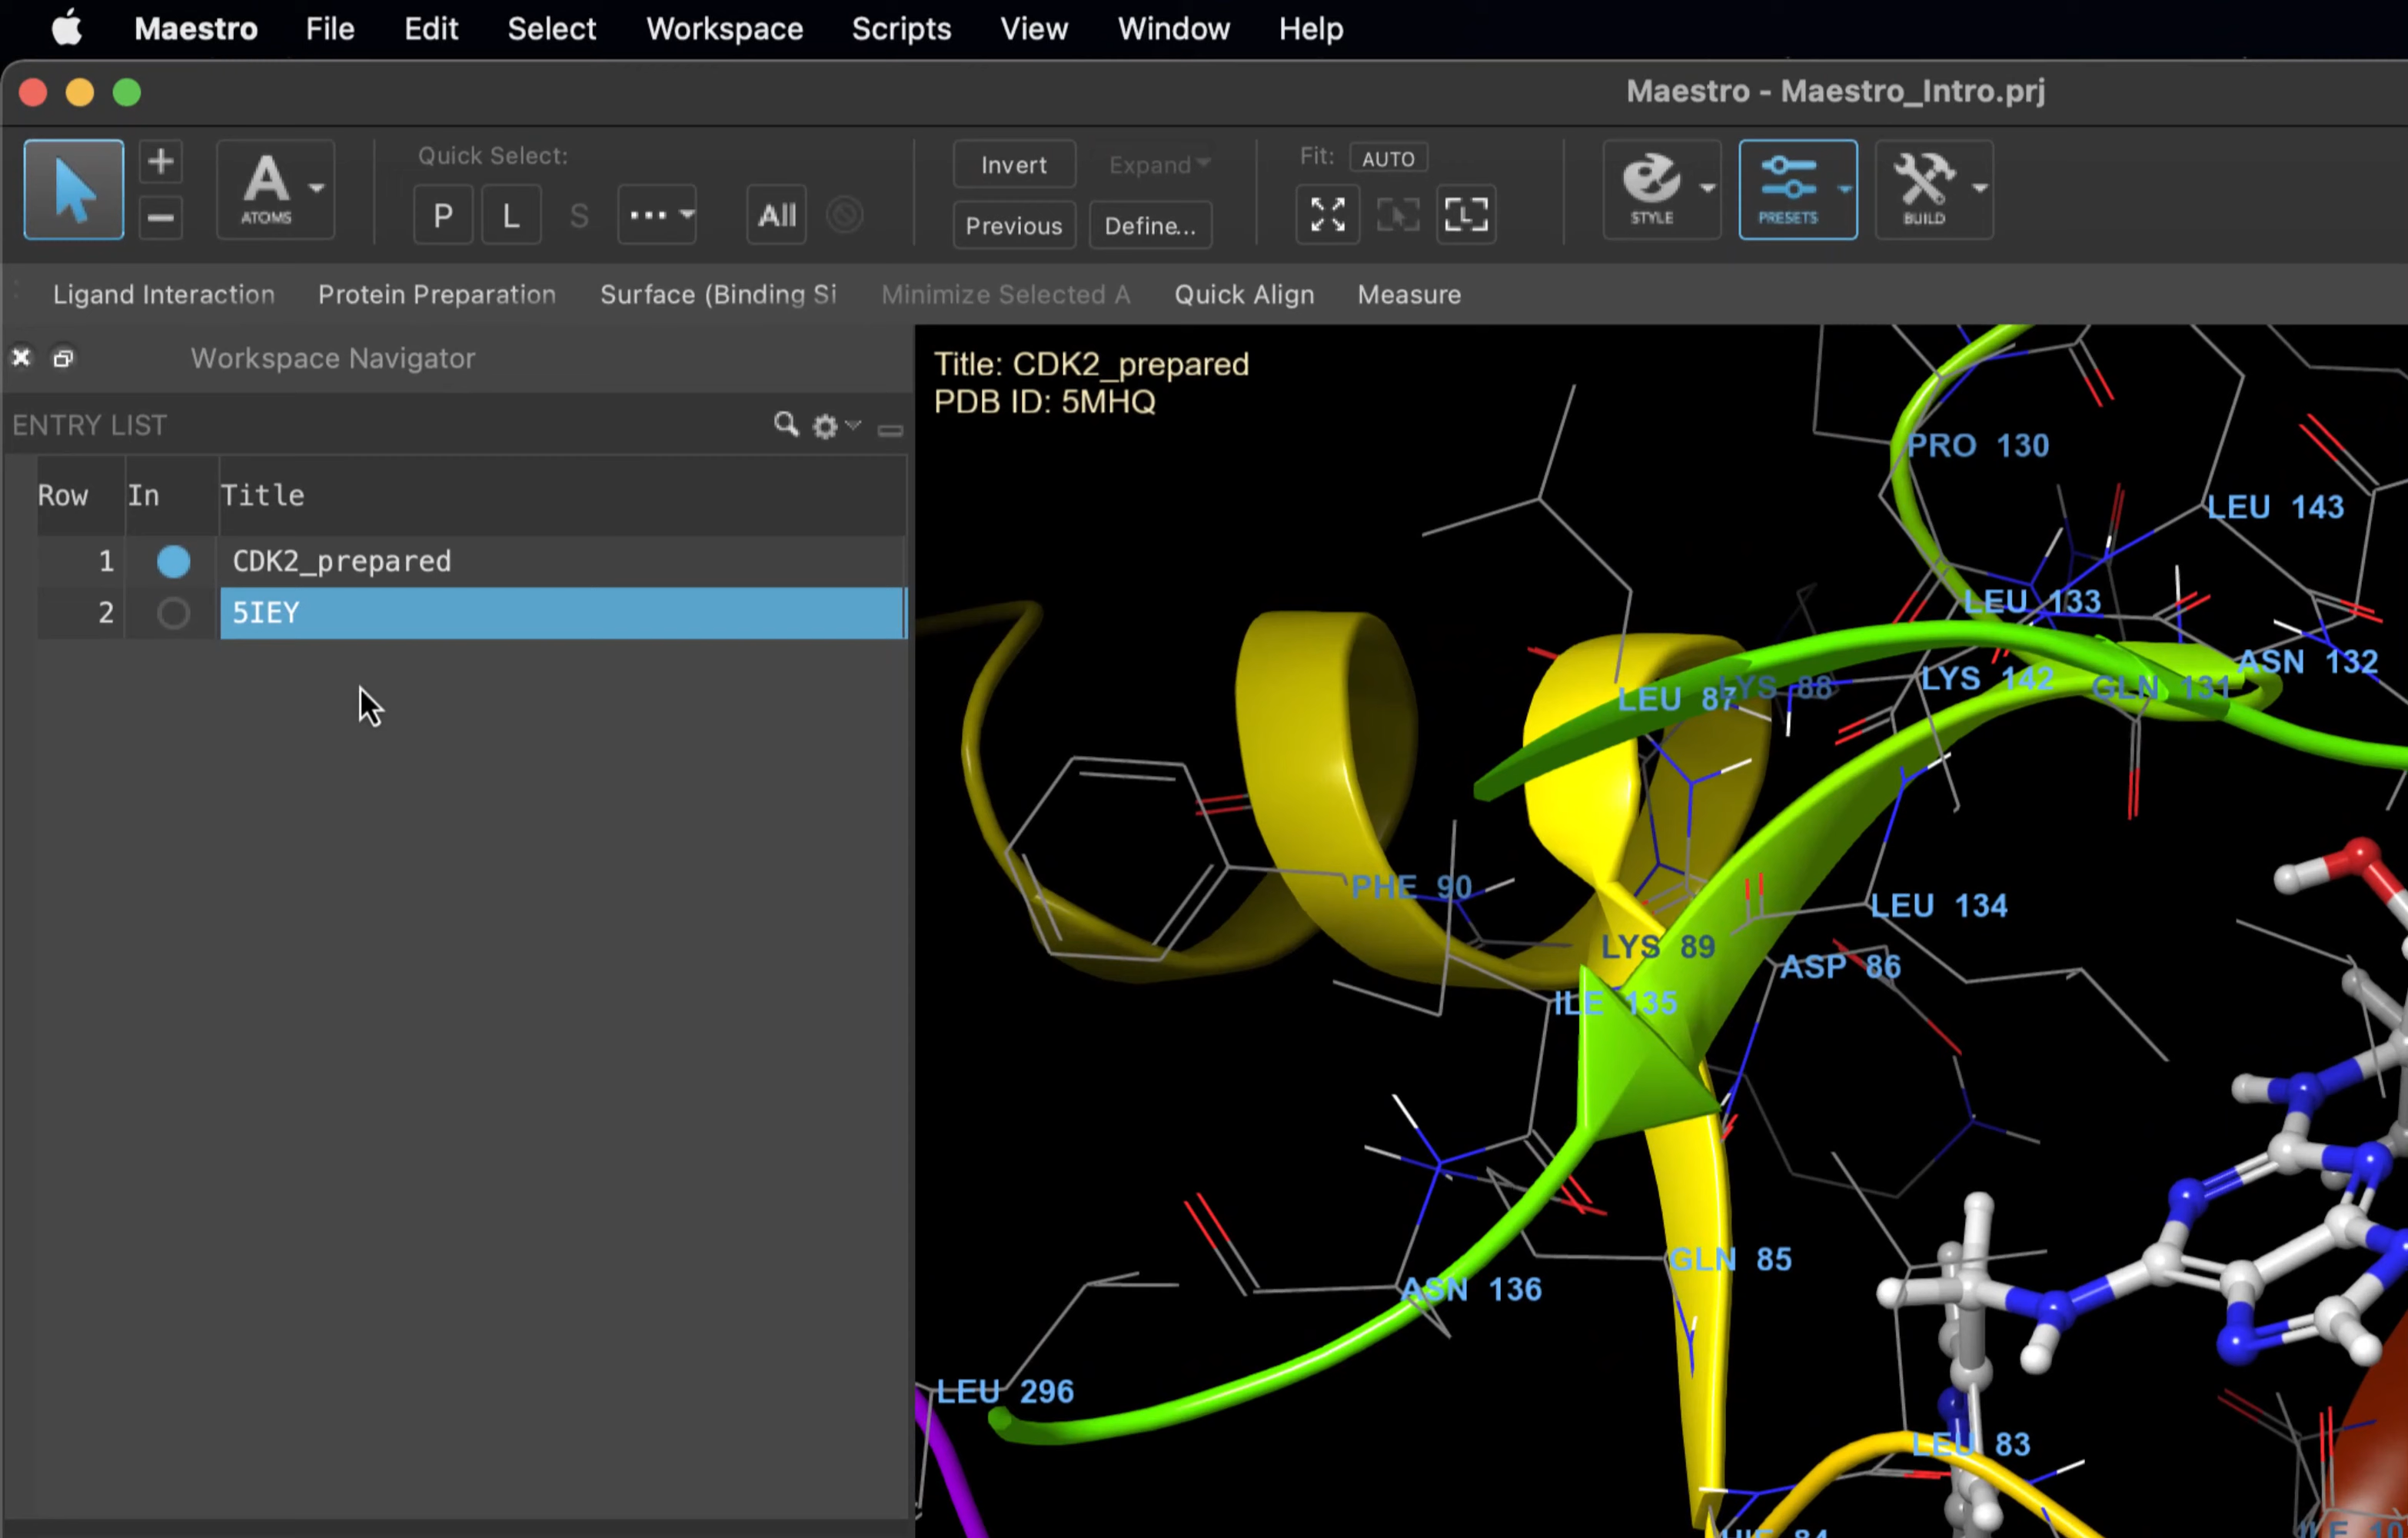 Maestro File Edit Select Workspace Scripts View Window Help
Maestro - Maestro_Intro.prj
A
ATOMS
Quick Select:
P L S ... All
Invert Expand
Previous Define...
Fit: AUTO
L
STYLE
PRESETS
BUILD
Ligand Interaction Protein Preparation Surface (Binding Si Minimize Selected A Quick Align Measure
Workspace Navigator
ENTRY LIST
Row In Title
1 CDK2_prepared
2 5IEY
Title: CDK2_prepared
PDB ID: 5MHQ
PRO 130
LEU 143
LEU 133
ASN 132
LYS 142
GLN 131
LEU 87
LYS 88
PHE 90
LEU 134
LYS 89
ASP 86
ILE 135
GLN 85
ASN 136
LEU 296
LEU 83